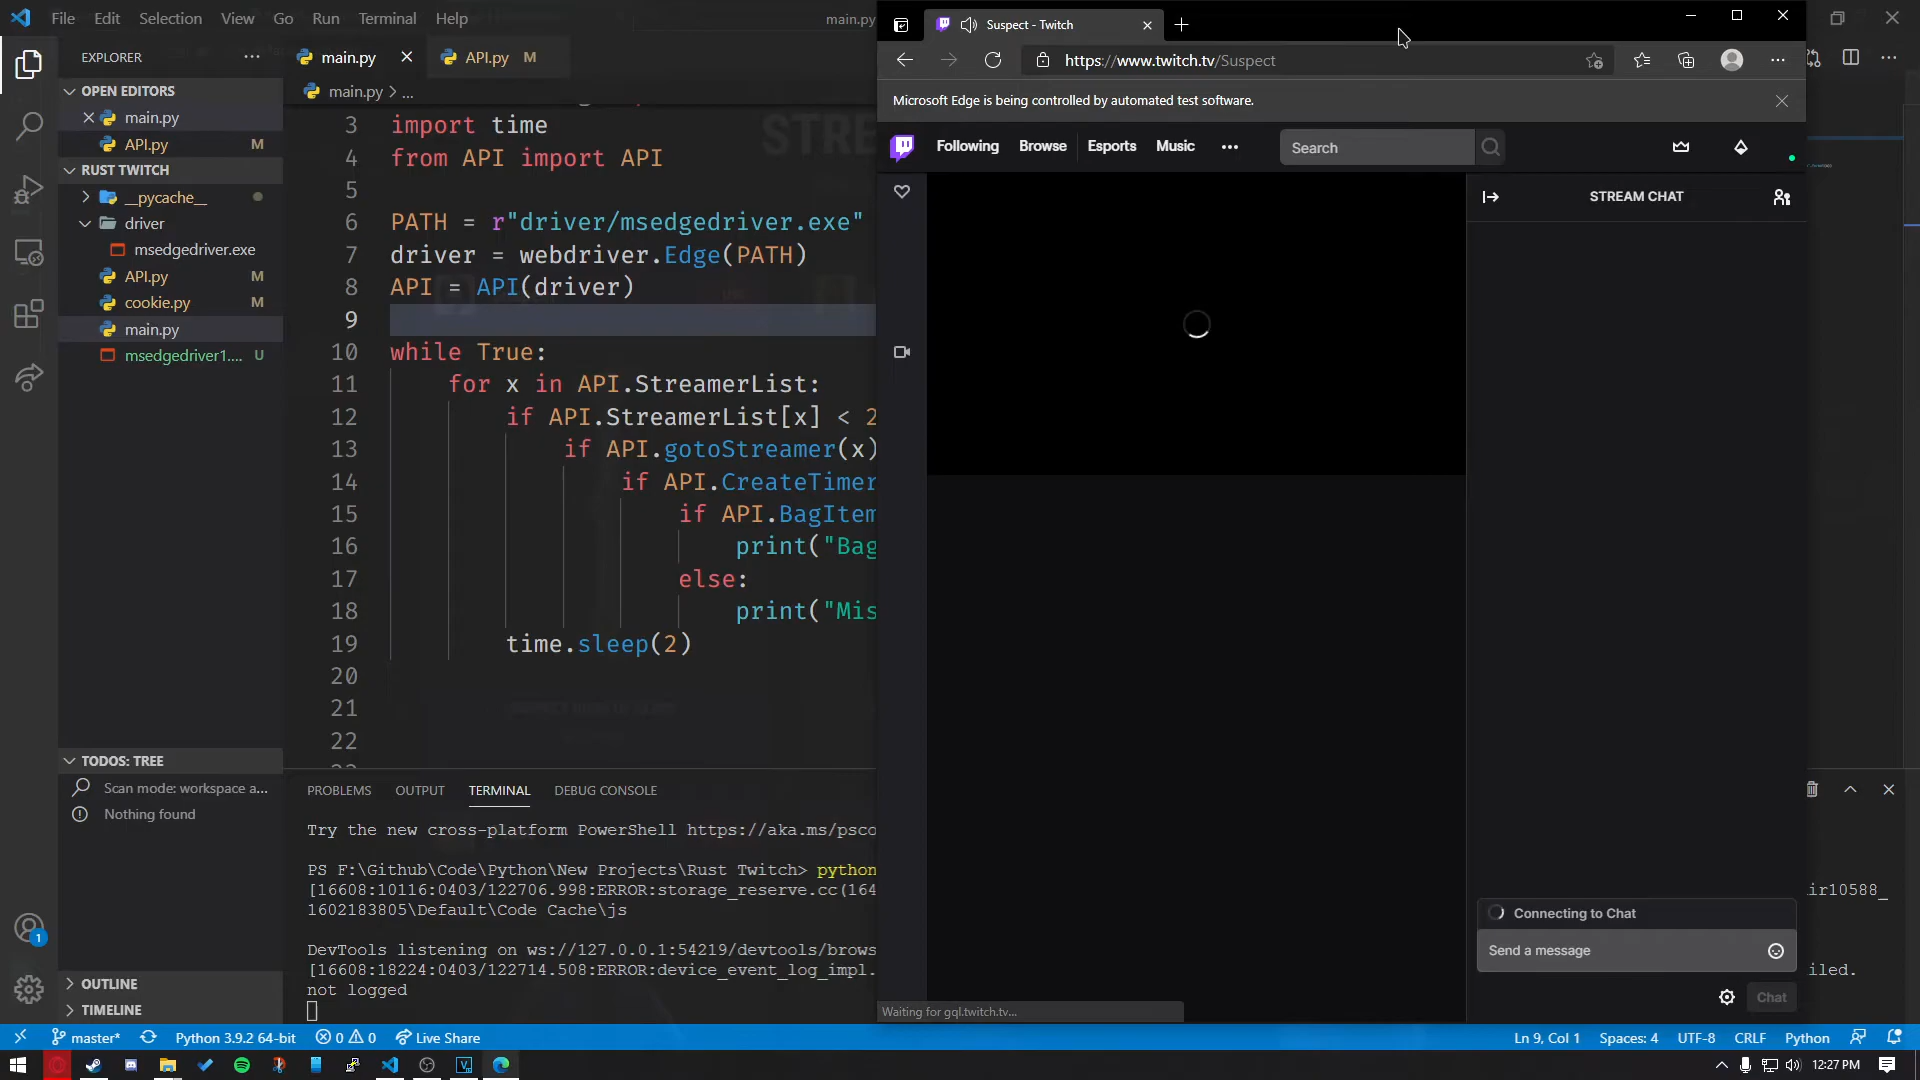 File Edit Selection View Go Run Terminal Help
main.py
EXPLORER
OPEN EDITORS
main.py
API.py M
RUST TWITCH
__pycache__
driver
msedgedriver.exe
API.py M
cookie.py M
main.py
msedgedriver1.... U
TODOS: TREE
Scan mode: workspace a...
Nothing found
OUTLINE
TIMELINE
main.py
API.py M
main.py > ...
3 import time
4 from API import API
5
6 PATH = r"driver/msedgedriver.exe"
7 driver = webdriver.Edge(PATH)
8 API = API(driver)
9
10 while True:
11 for x in API.StreamerList:
12 if API.StreamerList[x] < 2
13 if API.gotoStreamer(x)
14 if API.CreateTimer
15 if API.BagItem
16 print("Bag
17 else:
18 print("Mis
19 time.sleep(2)
20
21
22
PROBLEMS OUTPUT TERMINAL DEBUG CONSOLE
Try the new cross-platform PowerShell https://aka.ms/psco
PS F:\Github\Code\Python\New Projects\Rust Twitch> python
[16608:10116:0403/122706.998:ERROR:storage_reserve.cc(164
1602183805\Default\Code Cache\js
DevTools listening on ws://127.0.0.1:54219/devtools/brows
[16608:18224:0403/122714.508:ERROR:device_event_log_impl.
not logged
ir10588_
iled.
Suspect - Twitch
https://www.twitch.tv/Suspect
Microsoft Edge is being controlled by automated test software.
Following Browse Esports Music
Search
STREAM CHAT
Connecting to Chat
Send a message
Chat
Waiting for gql.twitch.tv...
master* Python 3.9.2 64-bit 0 0 Live Share
Ln 9, Col 1 Spaces: 4 UTF-8 CRLF Python
1
12:27 PM